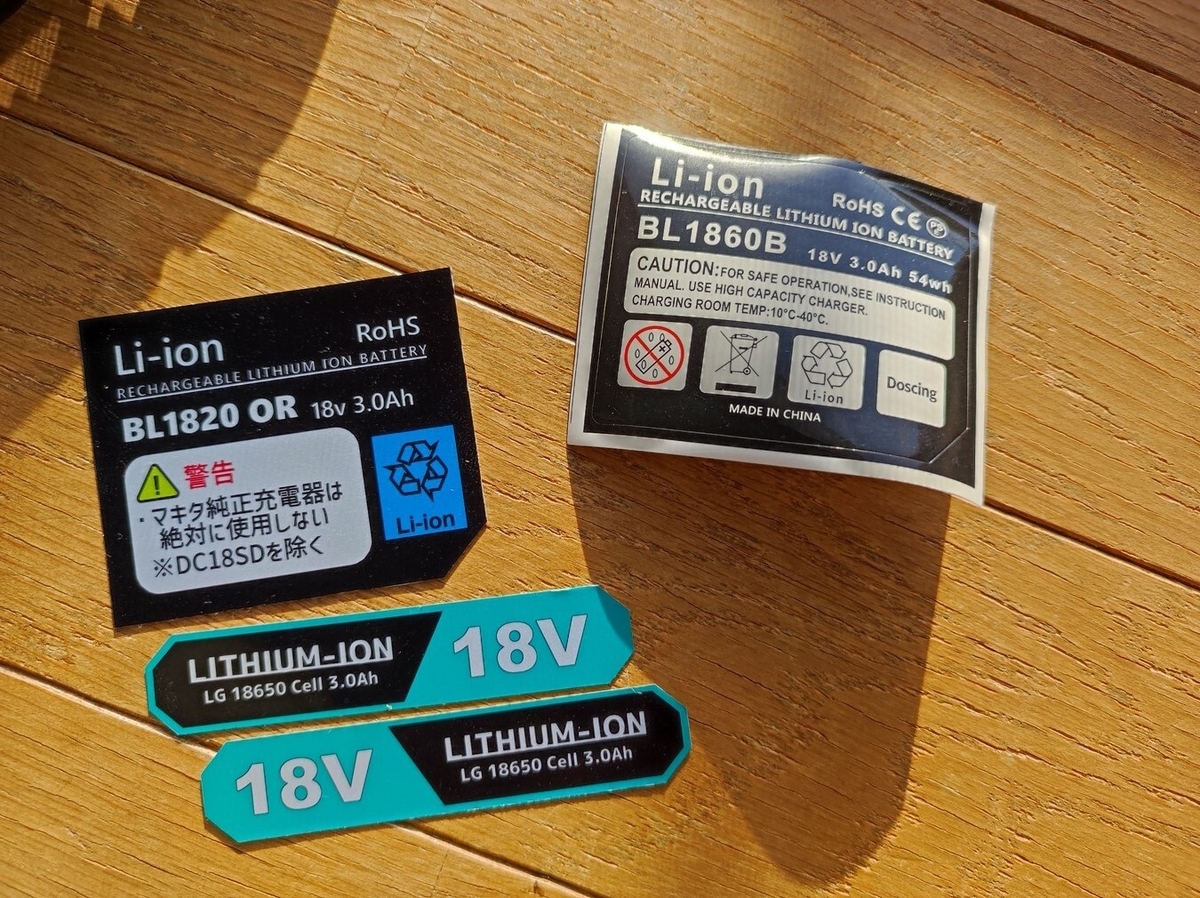 Li-ion RoHS
RECHARGEABLE LITHIUM ION BATTERY
BL1820 OR 18v 3.0Ah
警告
・マキタ純正充電器は
絶対に使用しない
※DC18SDを除く
Li-ion
LITHIUM-ION
LG 18650 Cell 3.0Ah
18V
18V
LITHIUM-ION
LG 18650 Cell 3.0Ah
Li-ion RoHS CE
RECHARGEABLE LITHIUM ION BATTERY
BL1860B 18V 3.0Ah 54wh
CAUTION:FOR SAFE OPERATION,SEE INSTRUCTION
MANUAL. USE HIGH CAPACITY CHARGER.
CHARGING ROOM TEMP:10°C-40°C.
Li-ion
Doscing
MADE IN CHINA